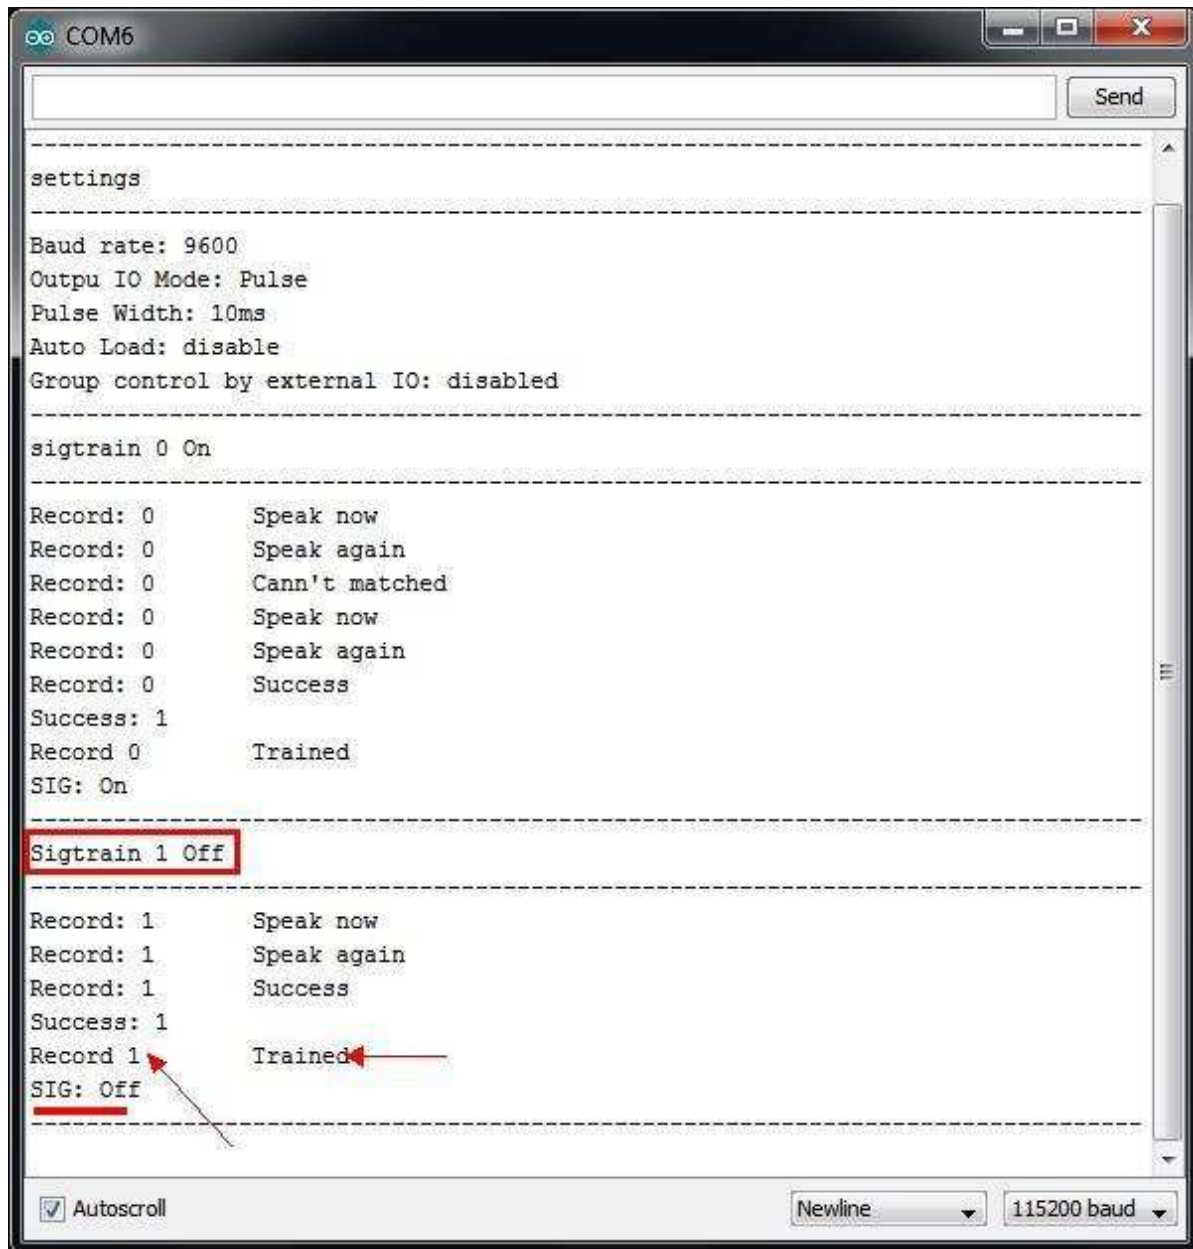 COM6
Send
settings
Baud rate: 9600
Outpu IO Mode: Pulse
Pulse Width: 10ms
Auto Load: disable
Group control by external IO: disabled
sigtrain 0 On
Record: 0 Speak now
Record: 0 Speak again
Record: 0 Cann't matched
Record: 0 Speak now
Record: 0 Speak again
Record: 0 Success
Success: 1
Record 0 Trained
SIG: On
Sigtrain 1 Off
Record: 1 Speak now
Record: 1 Speak again
Record: 1 Success
Success: 1
Record 1 Trained
SIG: Off
Autoscroll Newline 115200 baud